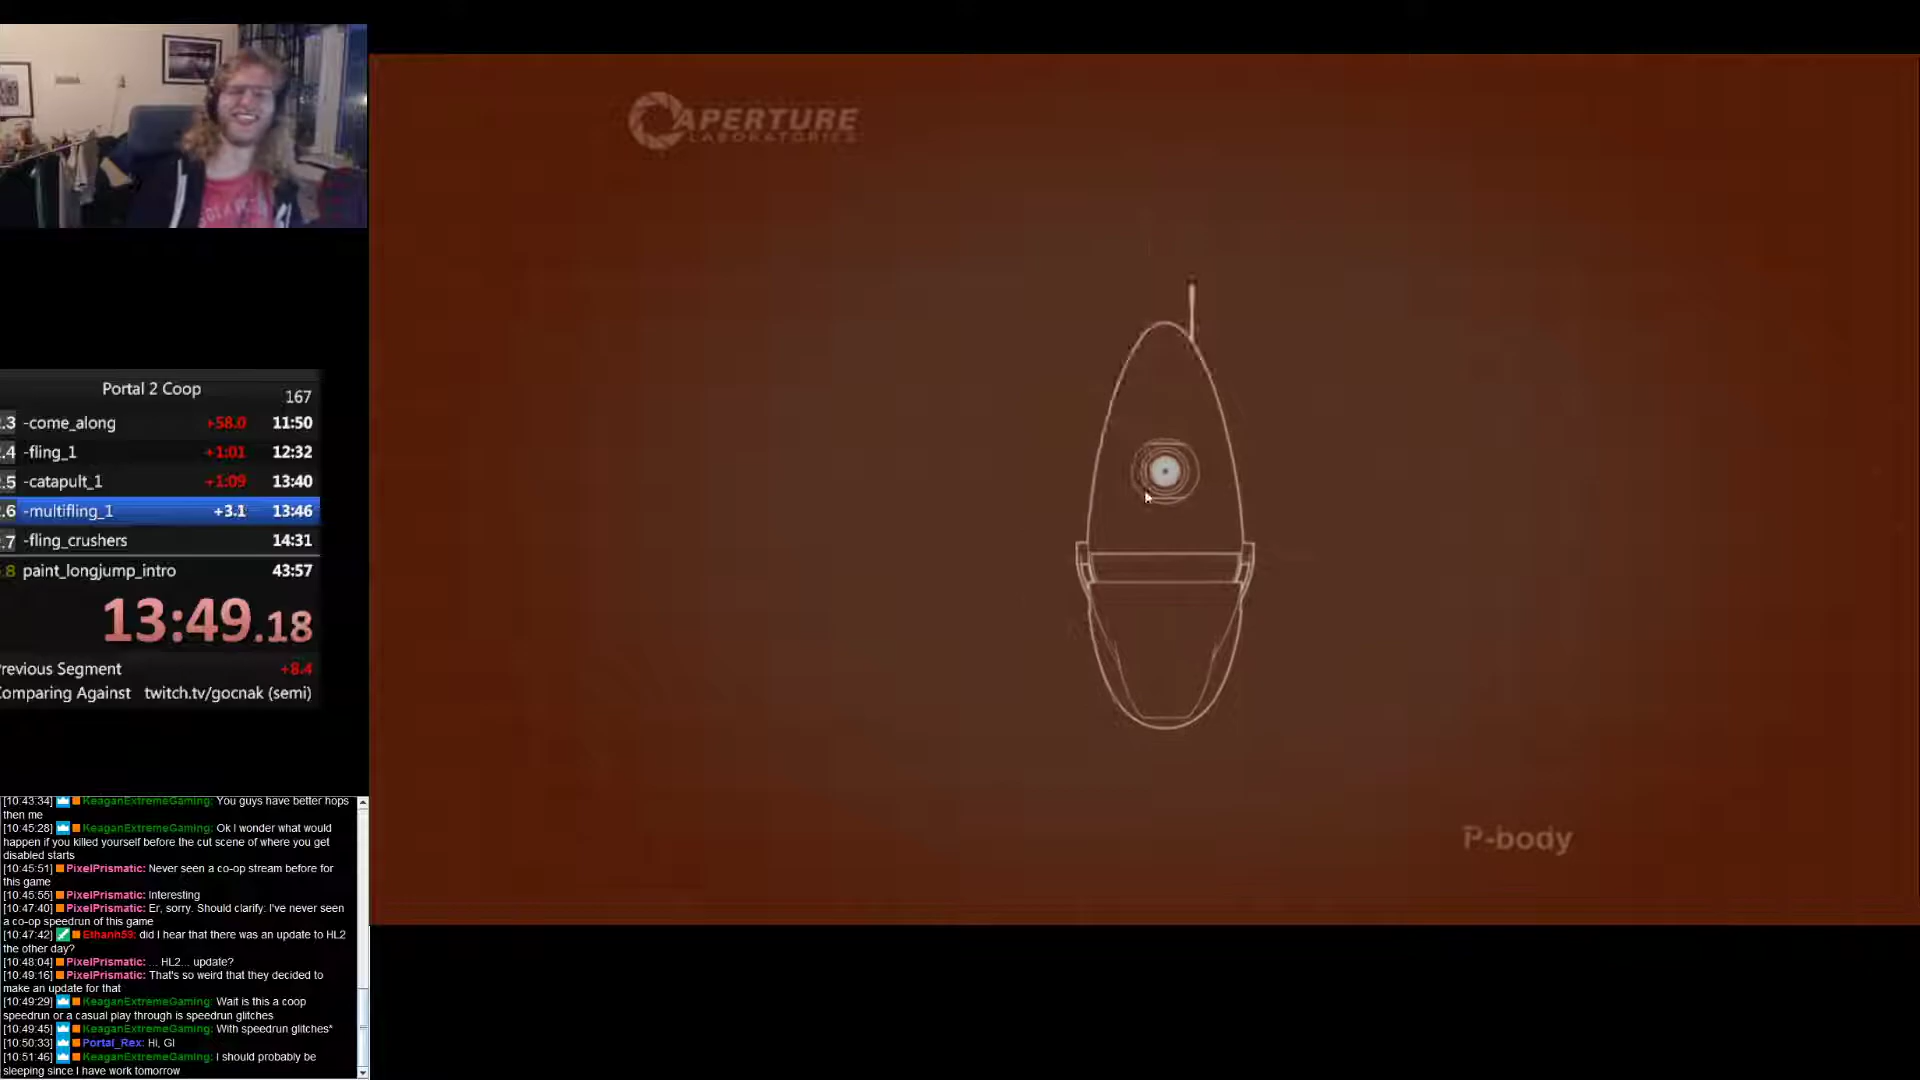 APERTURE
LABORATORIES
Portal 2 Coop
167
.3 -come_along +58.0 11:50
.4 -fling_1 +1:01 12:32
.5 -catapult_1 +1:09 13:40
.6 -multifling_1 +3.1 13:46
.7 -fling_crushers 14:31
.8 paint_longjump_intro 43:57
13:49.18
revious Segment +8.4
omparing Against twitch.tv/gocnak (semi)
[10:43:34] KeaganExtremeGaming: You guys have better hops
then me
[10:45:28] KeaganExtremeGaming: Ok I wonder what would
happen if you killed yourself before the cut scene of where you get
disabled starts
[10:45:51] PixelPrismatic: Never seen a co-op stream before for
this game
[10:45:55] PixelPrismatic: Interesting
[10:47:40] PixelPrismatic: Er, sorry. Should clarify: I've never seen
a co-op speedrun of this game
[10:47:42] Ethanh59: did I hear that there was an update to HL2
the other day?
[10:48:04] PixelPrismatic: ... HL2... update?
[10:49:16] PixelPrismatic: That's so weird that they decided to
make an update for that
[10:49:29] KeaganExtremeGaming: Wait is this a coop
speedrun or a casual play through is speedrun glitches
[10:49:45] KeaganExtremeGaming: With speedrun glitches*
[10:50:33] Portal_Rex: Hi, GI
[10:51:46] KeaganExtremeGaming: I should probably be
sleeping since I have work tomorrow
P-body